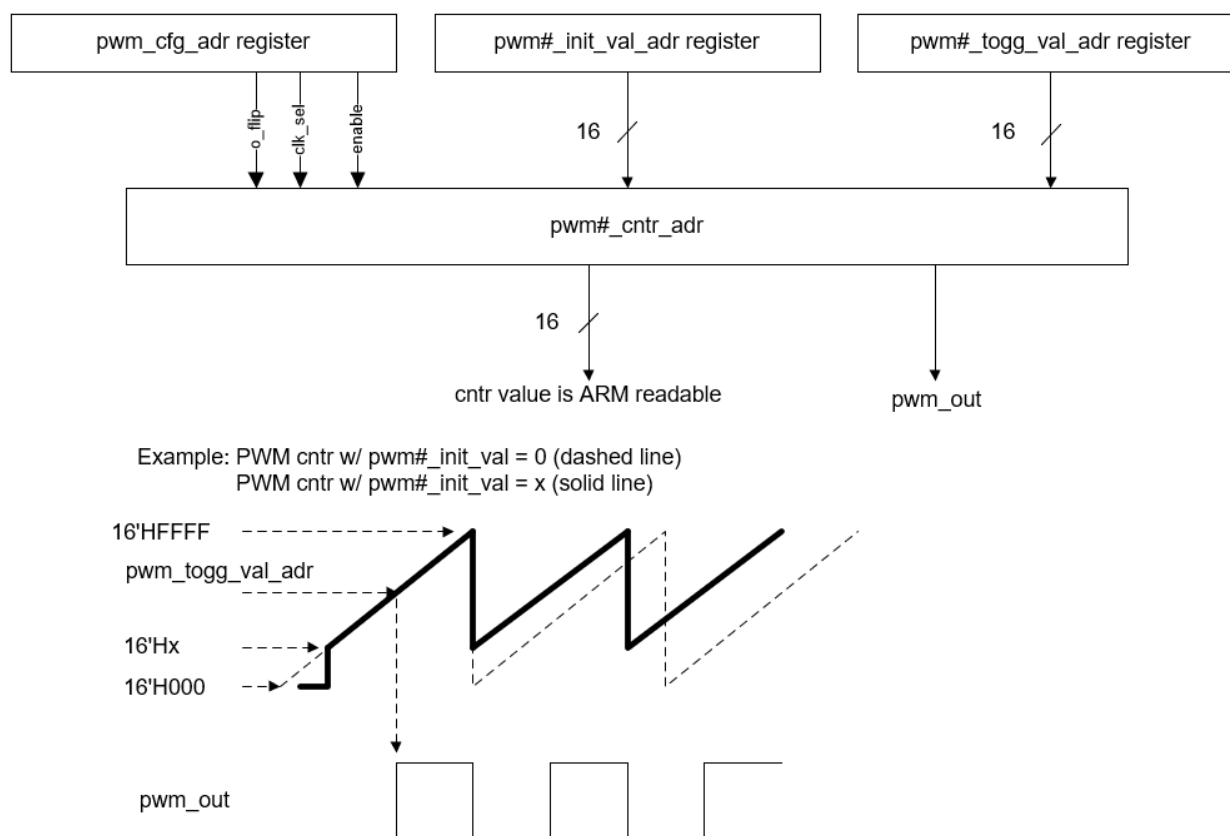 pwm_cfg_adr register
pwm#_init_val_adr register
pwm#_togg_val_adr register
o_flip
clk_sel
enable
16
16
pwm#_cntr_adr
16
cntr value is ARM readable
pwm_out
Example: PWM cntr w/ pwm#_init_val = 0 (dashed line)
PWM cntr w/ pwm#_init_val = x (solid line)
16'HFFFF
pwm_togg_val_adr
16'Hx
16'H000
pwm_out